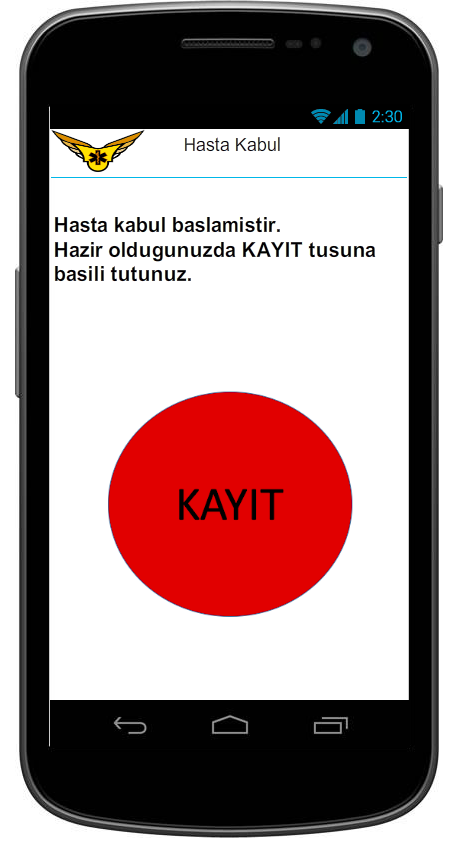 2:30
Hasta Kabul
Hasta kabul baslamistir.
Hazir oldugunuzda KAYIT tusuna
basili tutunuz.
KAYIT